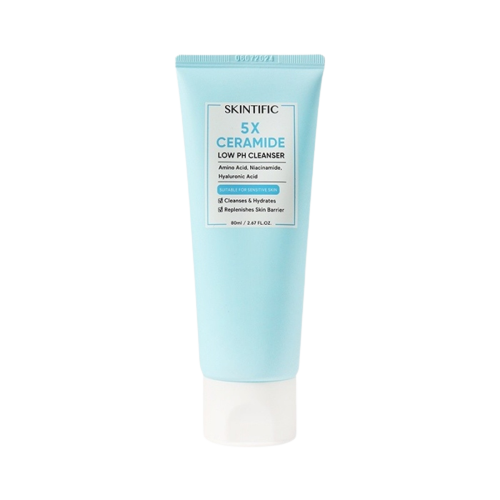 SKINTIFIC
5X
CERAMIDE
LOW PH CLEANSER
Amino Acid, Niacinamide,
Hyaluronic Acid
SUITABLE FOR SENSITIVE SKIN
Cleanses & Hydrates
Replenishes Skin Barrier
80ml / 2.67 FL.OZ.